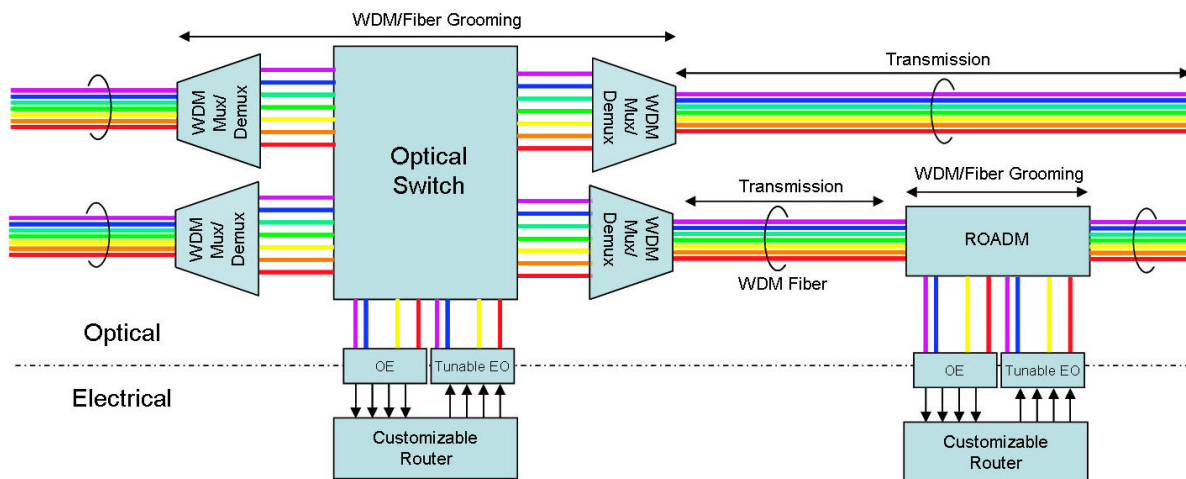 WDM/Fiber Grooming
Transmission
WDM
Mux/
Demux
Optical
Switch
WDM
Mux/
Demux
WDM
Mux/
Demux
WDM
Mux/
Demux
Transmission
WDM Fiber
WDM/Fiber Grooming
ROADM
Optical
Electrical
OE
Tunable EO
Customizable
Router
OE
Tunable EO
Customizable
Router